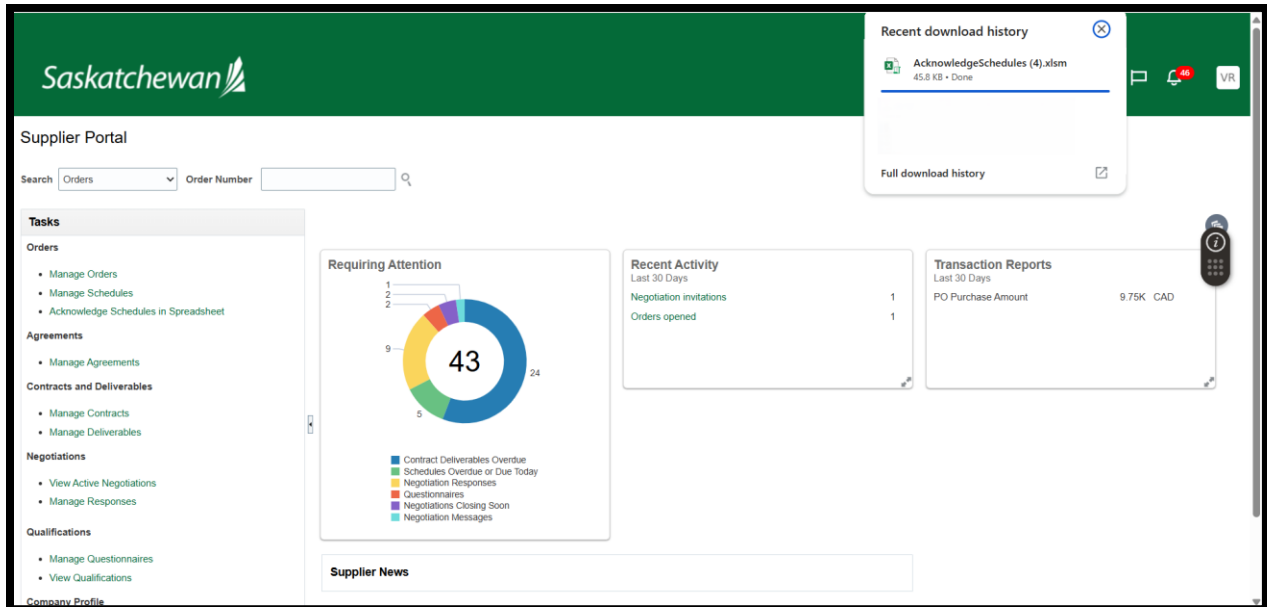 Saskatchewan
Recent download history
AcknowledgeSchedules (4).xlsm
45.8 KB • Done
Full download history
46
VR
Supplier Portal
Search Orders Order Number
Tasks
Orders
• Manage Orders
• Manage Schedules
• Acknowledge Schedules in Spreadsheet
Agreements
• Manage Agreements
Contracts and Deliverables
• Manage Contracts
• Manage Deliverables
Negotiations
• View Active Negotiations
• Manage Responses
Qualifications
• Manage Questionnaires
• View Qualifications
Company Profile
Requiring Attention
1
2
2
9
43
24
5
Contract Deliverables Overdue
Schedules Overdue or Due Today
Negotiation Responses
Questionnaires
Negotiations Closing Soon
Negotiation Messages
Recent Activity
Last 30 Days
Negotiation invitations 1
Orders opened 1
Transaction Reports
Last 30 Days
PO Purchase Amount 9.75K CAD
i
Supplier News